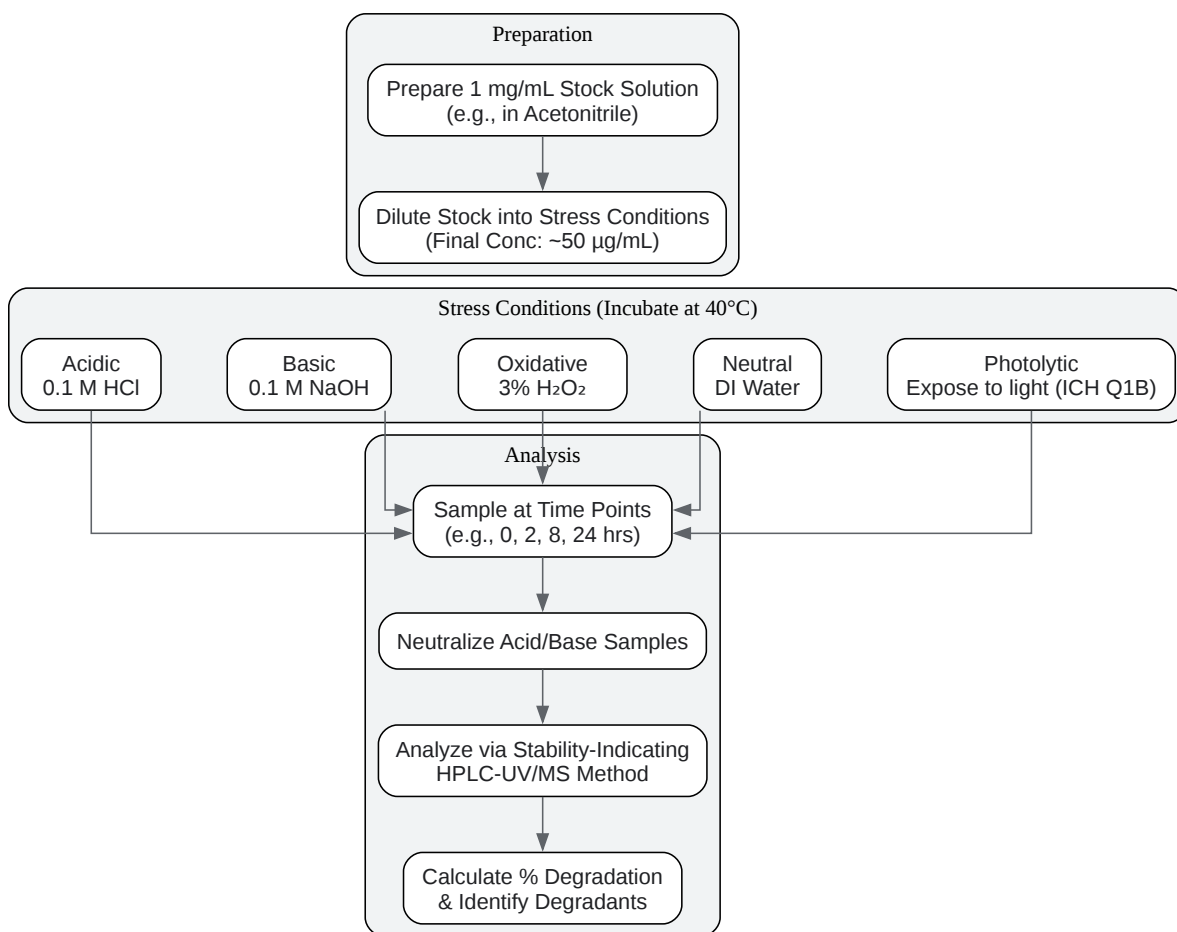 Preparation
Prepare 1 mg/mL Stock Solution
(e.g., in Acetonitrile)
Dilute Stock into Stress Conditions
(Final Conc: ~50 µg/mL)
Stress Conditions (Incubate at 40°C)
Acidic
0.1 M HCl
Basic
0.1 M NaOH
Oxidative
3% H₂O₂
Neutral
DI Water
Photolytic
Expose to light (ICH Q1B)
Analysis
Sample at Time Points
(e.g., 0, 2, 8, 24 hrs)
Neutralize Acid/Base Samples
Analyze via Stability-Indicating
HPLC-UV/MS Method
Calculate % Degradation
& Identify Degradants